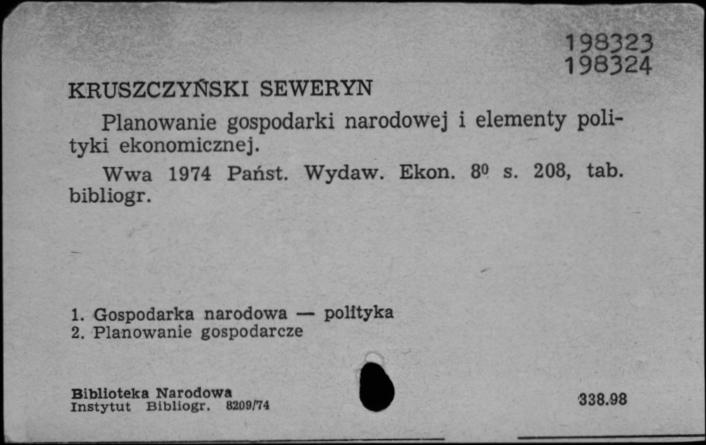 198323
198324
KRUSZCZYŃSKI SEWERYN
Planowanie gospodarki narodowej i elementy poli-
tyki ekonomicznej.
Wwa 1974 Państ. Wydaw. Ekon. 8⁰ s. 208, tab.
bibliogr.
1. Gospodarka narodowa — polityka
2. Planowanie gospodarcze
Biblioteka Narodowa
Instytut Bibliogr. 8209/74
338.98